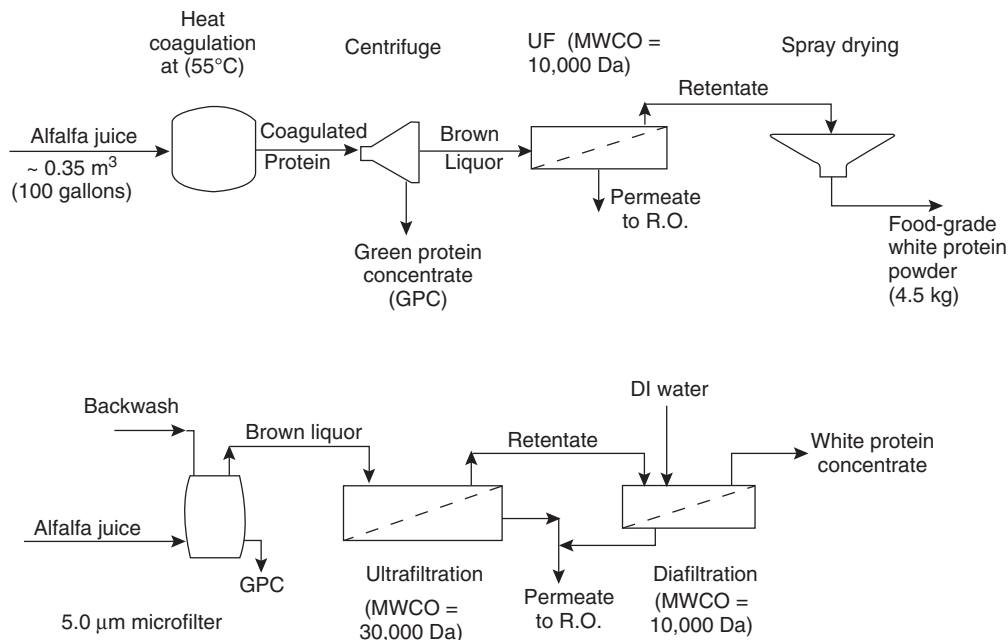 Heat
coagulation
at (55°C)
Centrifuge
UF (MWCO =
10,000 Da)
Spray drying
Retentate
Alfalfa juice
~ 0.35 m³
(100 gallons)
Coagulated
Protein
Brown
Liquor
Permeate
to R.O.
Green protein
concentrate
(GPC)
Food-grade
white protein
powder
(4.5 kg)
DI water
Backwash
Brown liquor
Retentate
White protein
concentrate
Alfalfa juice
GPC
Ultrafiltration
(MWCO =
30,000 Da)
Permeate
to R.O.
Diafiltration
(MWCO =
10,000 Da)
5.0 μm microfilter